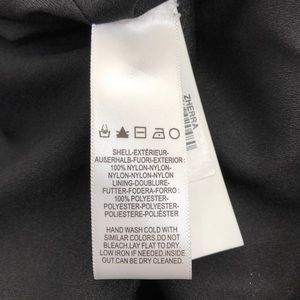 SHELL-EXTÉRIEUR-
AUßERHALB-FUORI-EXTERIOR :
100% NYLON-NYLON-
NYLON-NYLON-NYLON
LINING-DOUBLURE-
FUTTER-FODERA-FORRO :
100% POLYESTER-
POLYESTER-POLYESTER-
POLIESTERE-POLIÉSTER
HAND WASH COLD WITH
SIMILAR COLORS.DO NOT
BLEACH.LAY FLAT TO DRY.
LOW IRON IF NEEDED. INSIDE
OUT.CAN BE DRY CLEANED.
ZHERRA